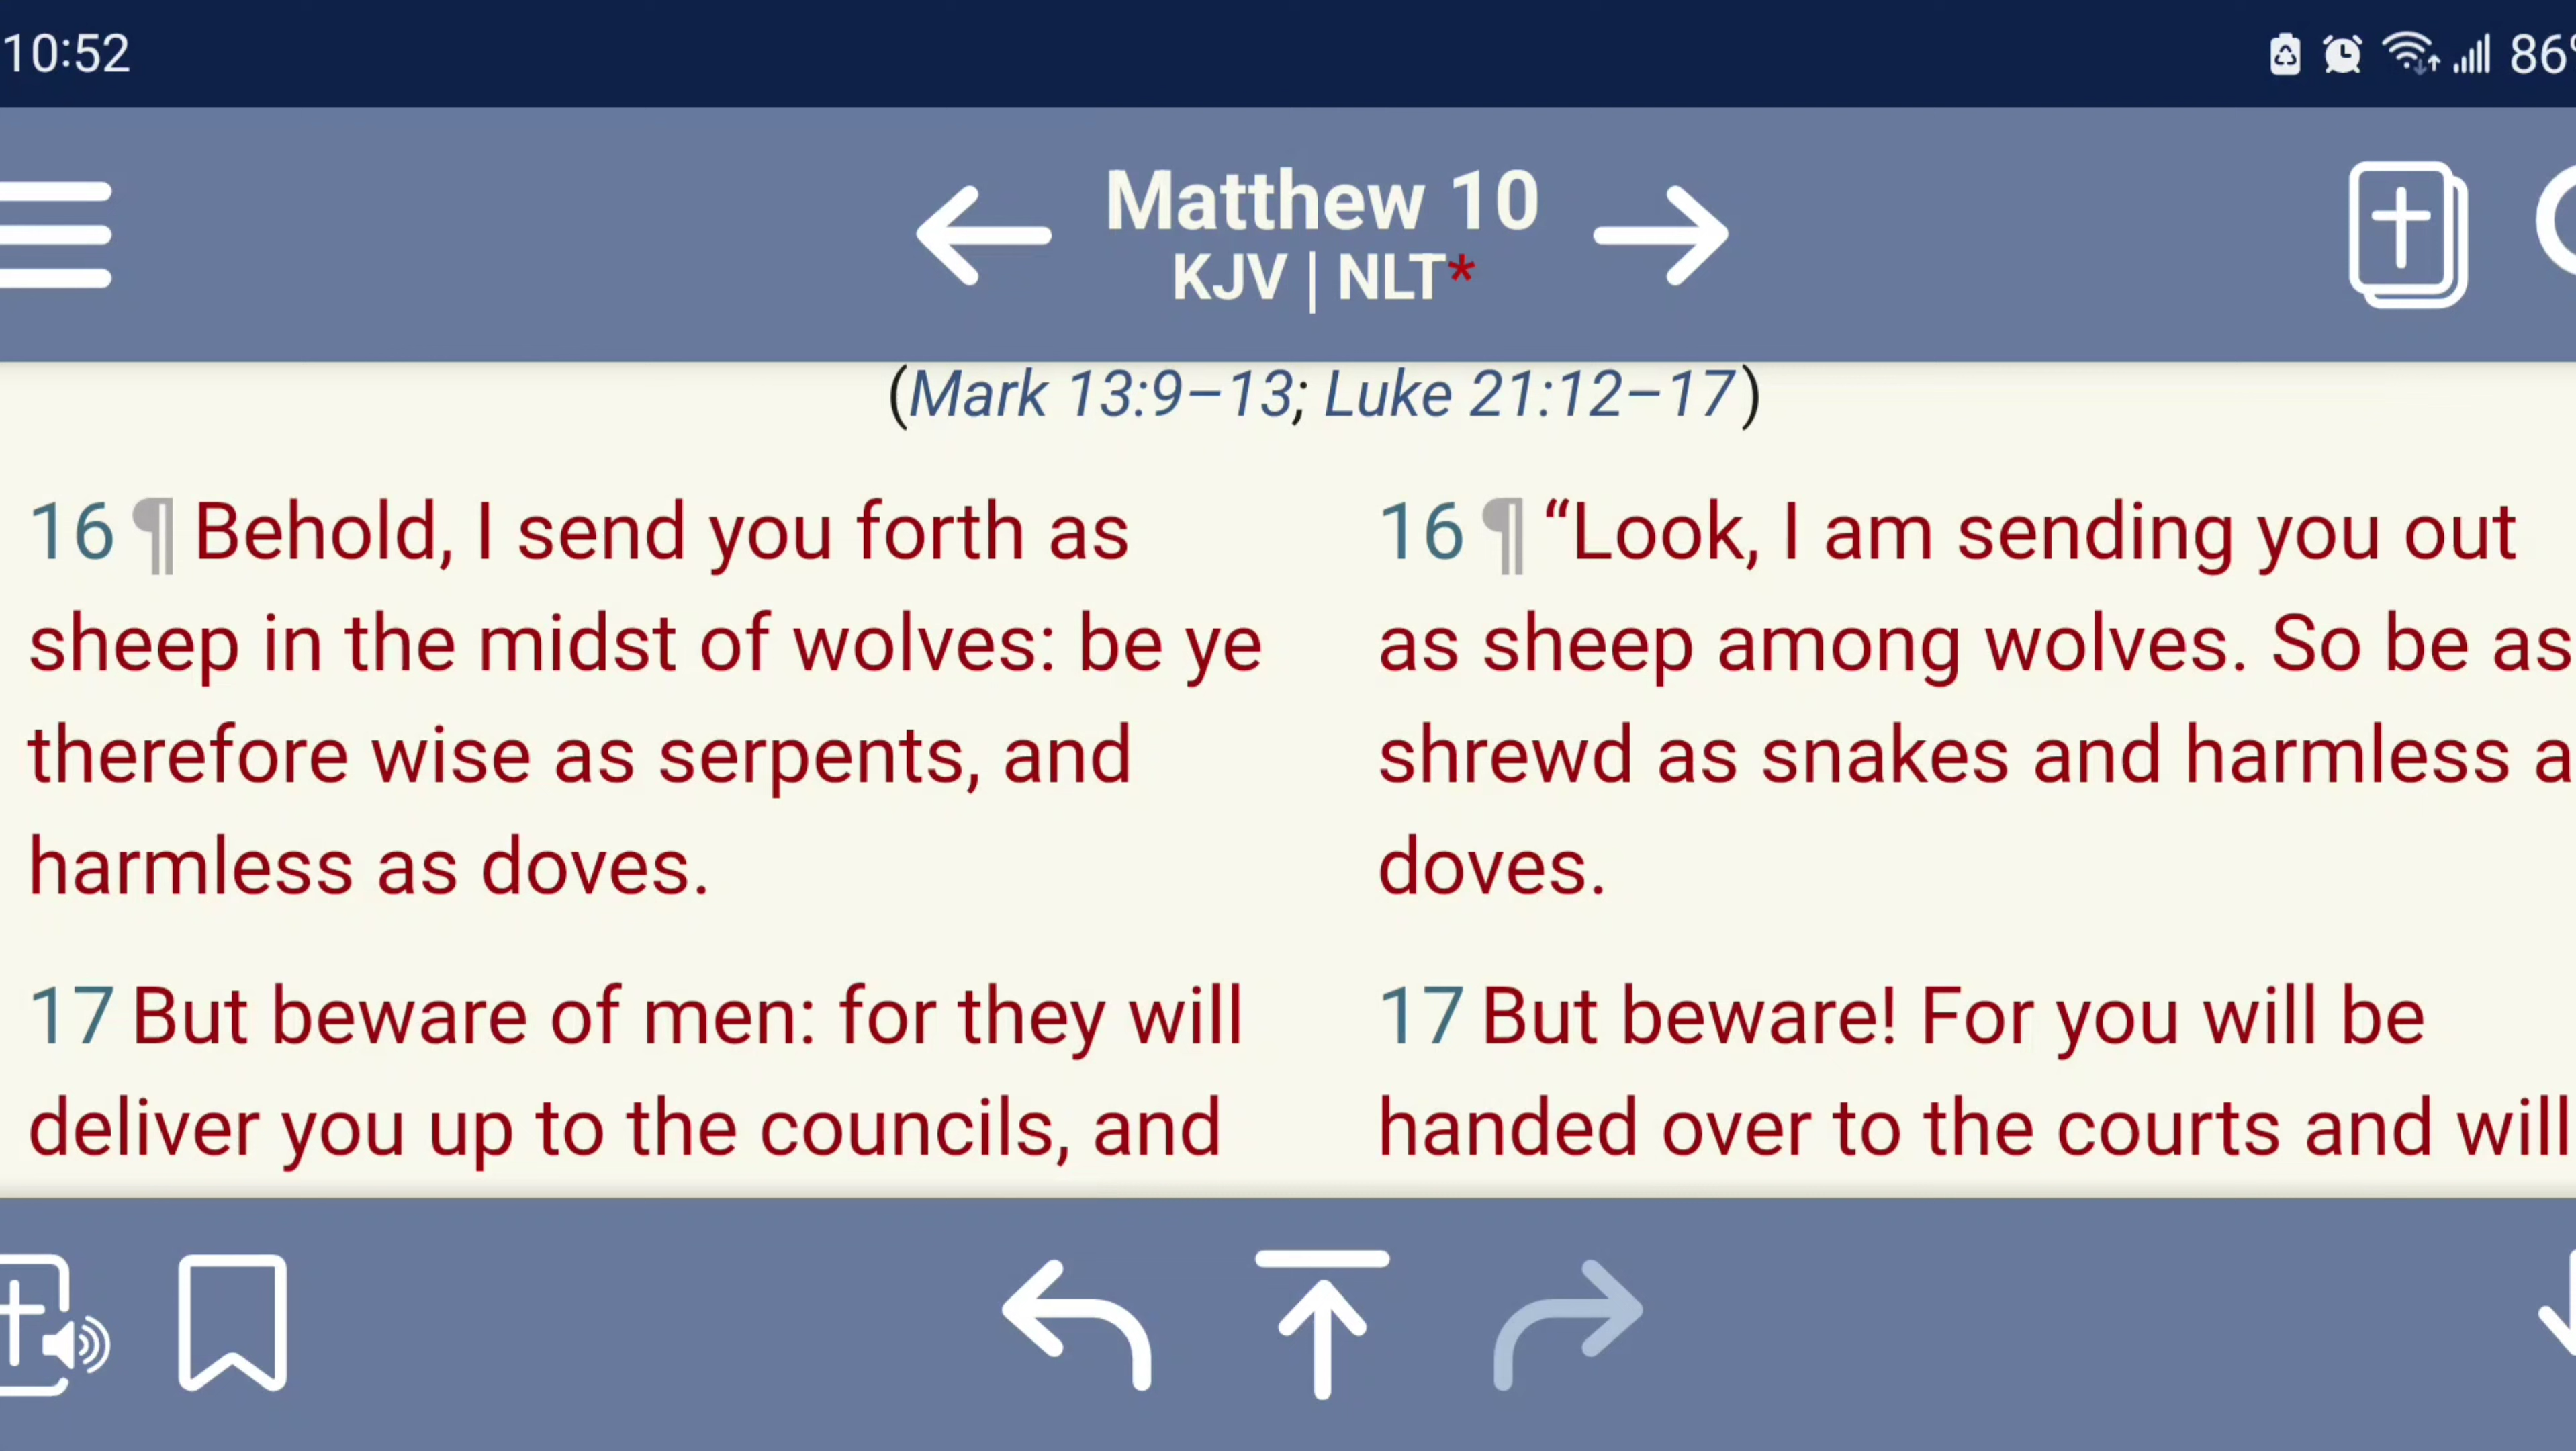 10:52
86%
Matthew 10
KJV | NLT*
(Mark 13:9–13; Luke 21:12–17)
16 ¶ Behold, I send you forth as
sheep in the midst of wolves: be ye
therefore wise as serpents, and
harmless as doves.
17 But beware of men: for they will
deliver you up to the councils, and
16 ¶ “Look, I am sending you out
as sheep among wolves. So be as
shrewd as snakes and harmless a
doves.
17 But beware! For you will be
handed over to the courts and will